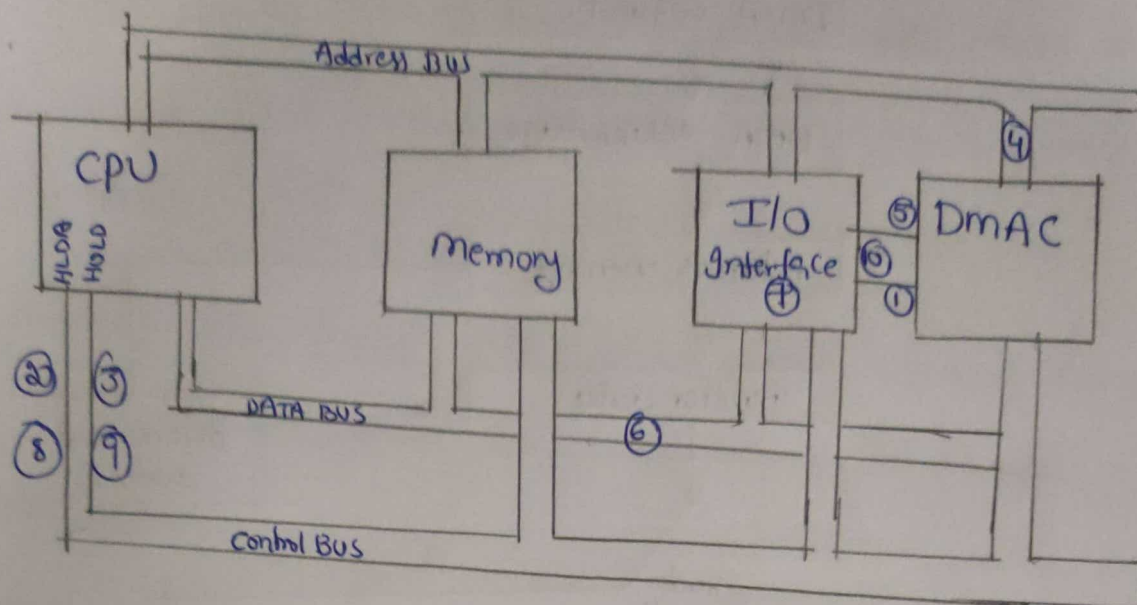 Address Bus
CPU
HLDA
HOLD
Memory
I/O
Interface
⑦
④
⑤
⑥
①
DMAC
②
③
⑧
⑨
DATA BUS
⑥
Control BUS